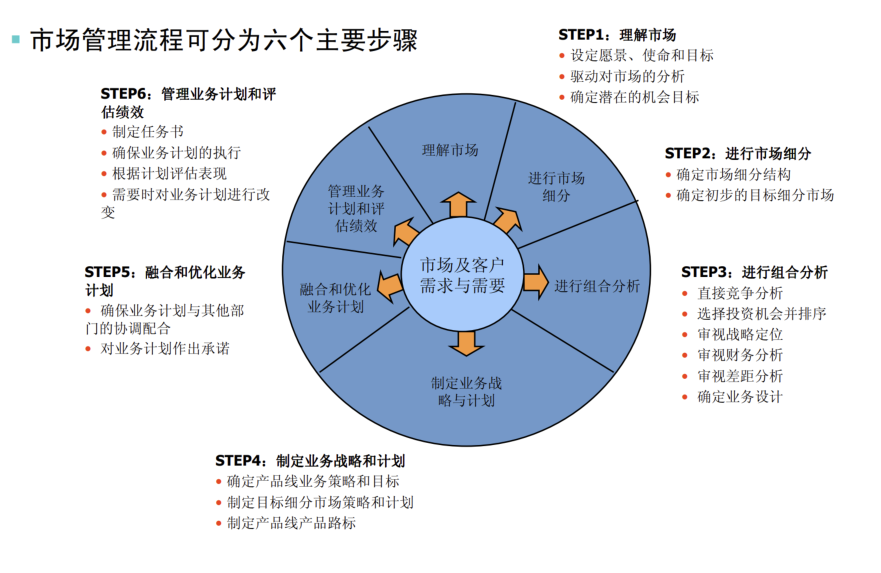 市场管理流程可分为六个主要步骤
STEP1：理解市场
设定愿景、使命和目标
驱动对市场的分析
确定潜在的机会目标
STEP2：进行市场细分
确定市场细分结构
确定初步的目标细分市场
STEP3：进行组合分析
直接竞争分析
选择投资机会并排序
审视战略定位
审视财务分析
审视差距分析
确定业务设计
STEP4：制定业务战略和计划
确定产品线业务策略和目标
制定目标细分市场策略和计划
制定产品线产品路标
STEP5：融合和优化业务
计划
确保业务计划与其他部
门的协调配合
对业务计划作出承诺
STEP6：管理业务计划和评
估绩效
制定任务书
确保业务计划的执行
根据计划评估表现
需要时对业务计划进行改
变
理解市场
进行市场
细分
进行组合分析
制定业务战
略与计划
融合和优化
业务计划
管理业务
计划和评
估绩效
市场及客户
需求与需要